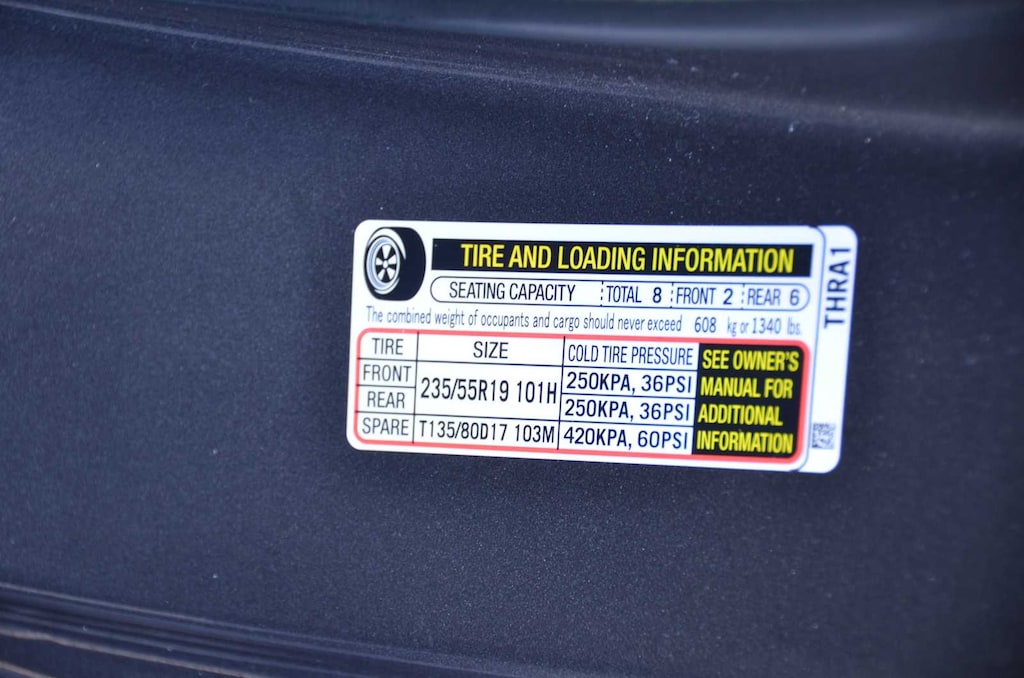 TIRE AND LOADING INFORMATION
SEATING CAPACITY TOTAL 8 FRONT 2 REAR 6
The combined weight of occupants and cargo should never exceed 608 kg or 1340 lbs.
TIRE SIZE COLD TIRE PRESSURE
FRONT 235/55R19 101H 250KPA, 36PSI
REAR 250KPA, 36PSI
SPARE T135/80D17 103M 420KPA, 60PSI
SEE OWNER'S
MANUAL FOR
ADDITIONAL
INFORMATION
THRA1